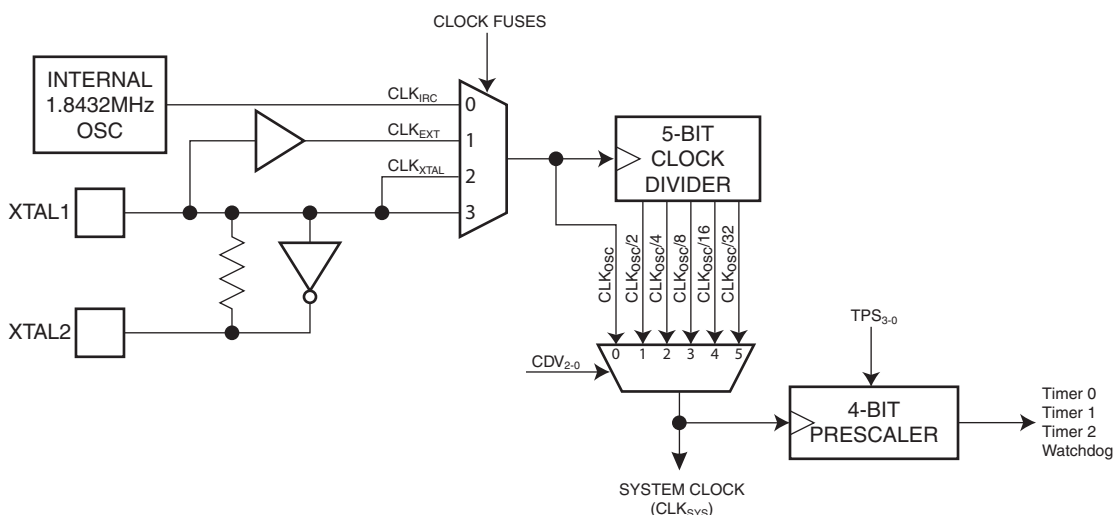 CLOCK FUSES
INTERNAL
1.8432MHz
OSC
CLKIRC
0
CLKEXT
1
CLKXTAL
2
3
XTAL1
XTAL2
5-BIT
CLOCK
DIVIDER
CLKOSC
CLKOSC/2
CLKOSC/4
CLKOSC/8
CLKOSC/16
CLKOSC/32
0 1 2 3 4 5
CDV2-0
TPS3-0
4-BIT
PRESCALER
Timer 0
Timer 1
Timer 2
Watchdog
SYSTEM CLOCK
(CLKSYS)